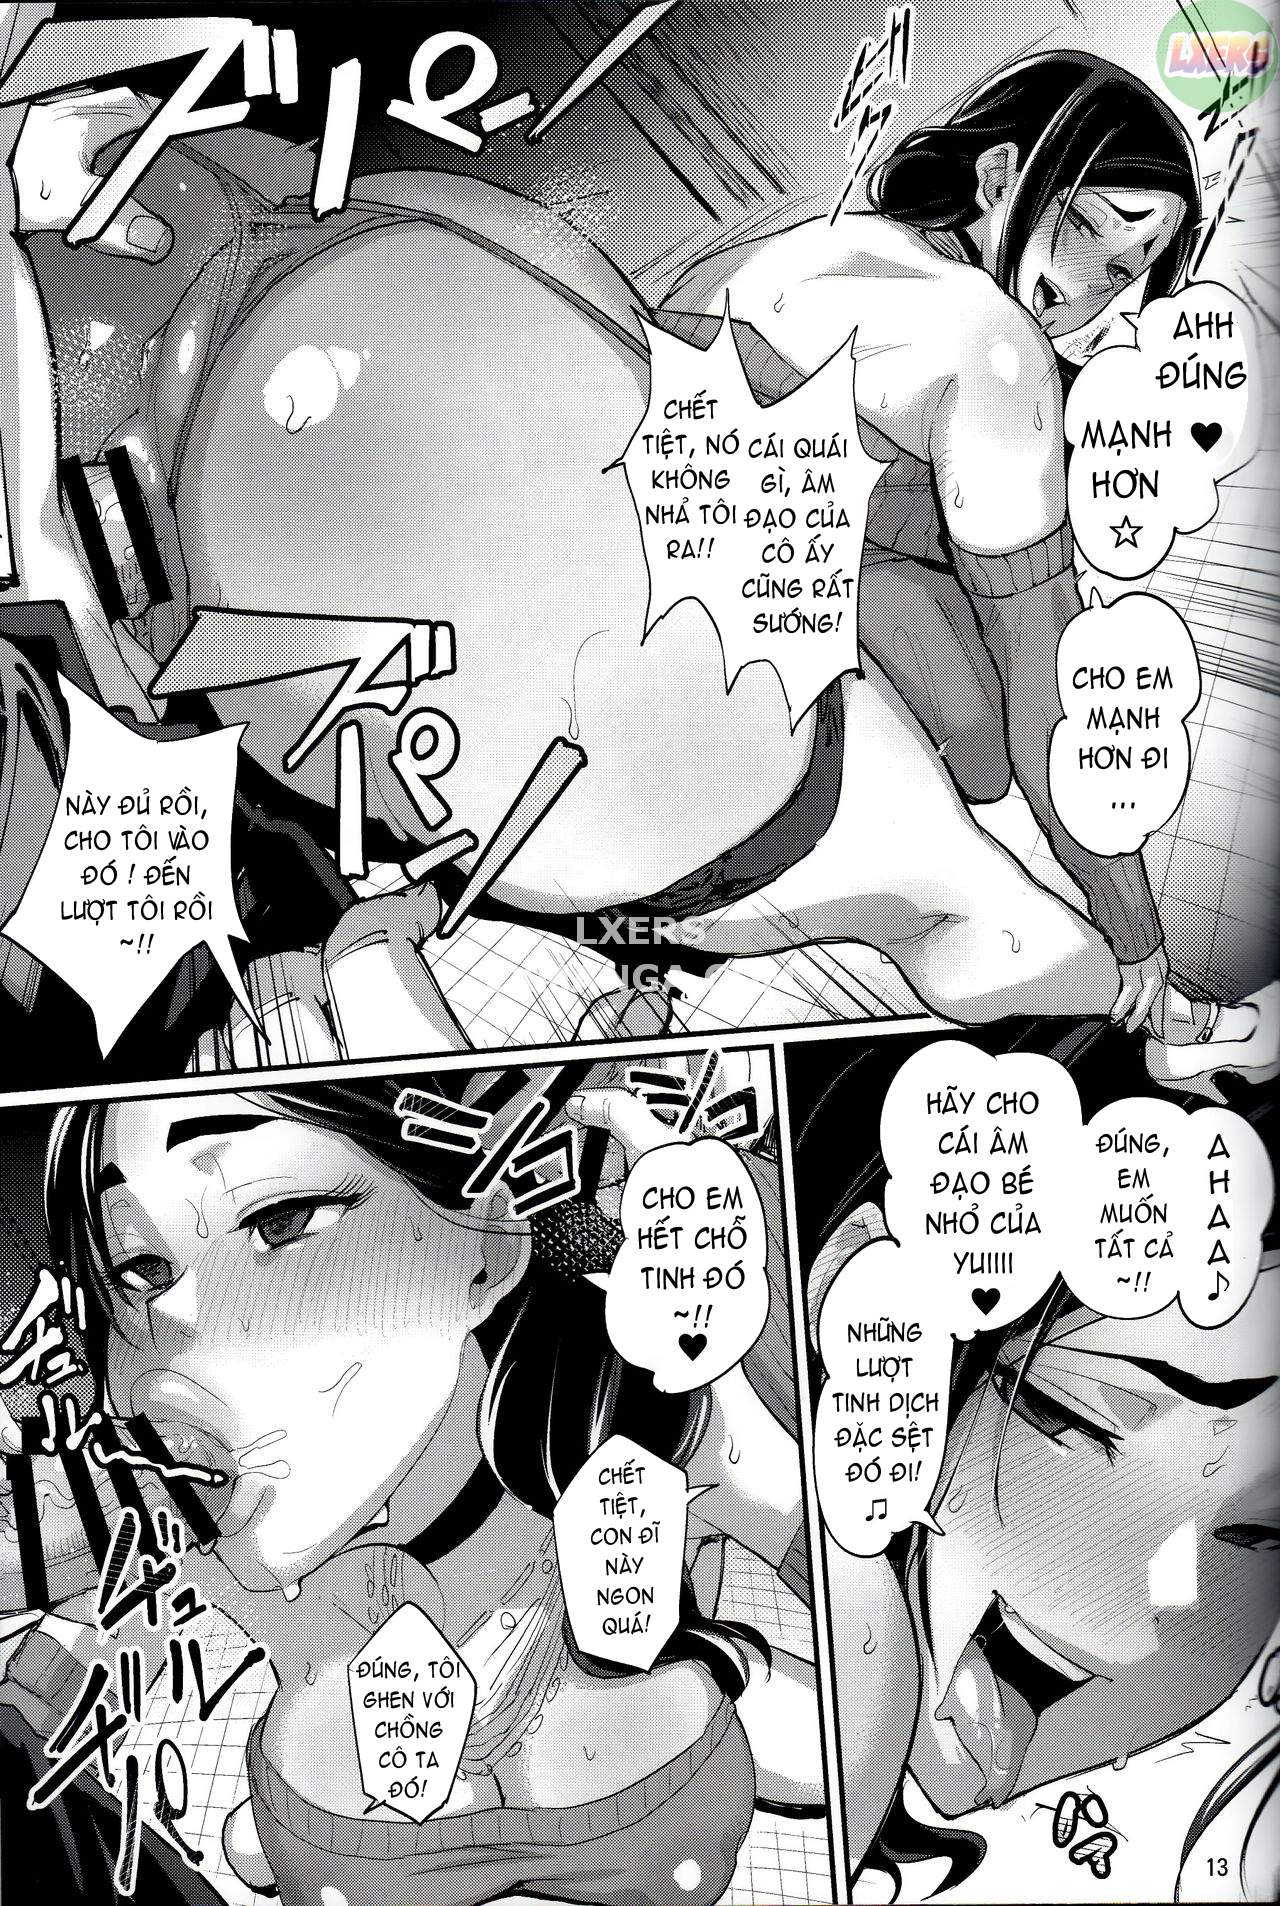 LXERS
AHH
ĐÚNG
MẠNH ♥
HƠN
☆
CÁI QUÁI
GÌ, ÂM
ĐẠO CỦA
CÔ ẤY
CŨNG RẤT
SƯỚNG!
CHẾT
TIỆT, NÓ
KHÔNG
NHẢ TÔI
RA!!
CHO EM
MẠNH
HƠN ĐI
...
NÀY ĐỦ RỒI,
CHO TÔI VÀO
ĐÓ ! ĐẾN
LƯỢT TÔI RỒI
~!!
LXERS
AHAA♪
ĐÚNG,
EM
MUỐN
TẤT CẢ
~!!
HÃY CHO
CÁI ÂM
ĐẠO BÉ
NHỎ CỦA
YUIIII
♥
NHỮNG
LƯỢT
TINH DỊCH
ĐẶC SỆT
ĐÓ ĐI!
♫
CHO EM
HẾT CHỖ
TINH ĐÓ
~!!
♥
CHẾT
TIỆT,
CON ĐĨ
NÀY
NGON
QUÁ!
ĐÚNG, TÔI
GHEN VỚI
CHỒNG
CÔ TA
ĐÓ!
13